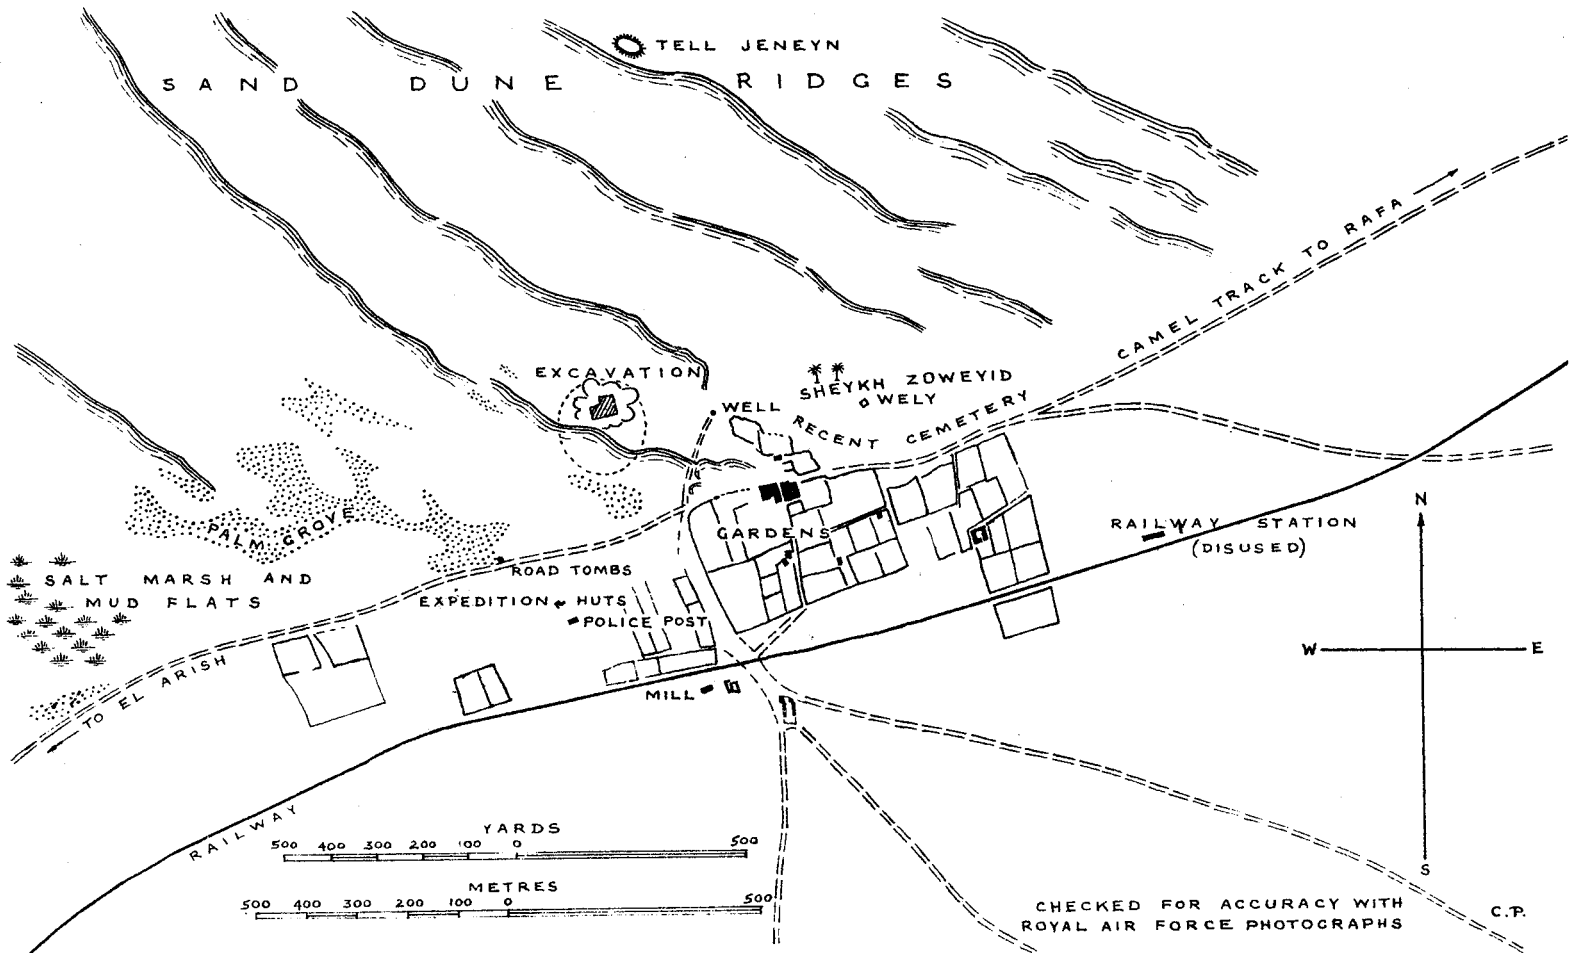 TELL JENEYN
SAND DUNE RIDGES
CAMEL TRACK TO RAFA
EXCAVATION
SHEYKH ZOWEYID
WELY
WELL
RECENT CEMETERY
N
PALM GROVE
GARDENS
RAILWAY STATION
(DISUSED)
ROAD TOMBS
SALT MARSH AND
MUD FLATS
EXPEDITION HUTS
POLICE POST
W E
TO EL ARISH
MILL
RAILWAY
YARDS
500 400 300 200 100 0 500
S
METRES
500 400 300 200 100 0 500
CHECKED FOR ACCURACY WITH
ROYAL AIR FORCE PHOTOGRAPHS
C.P.